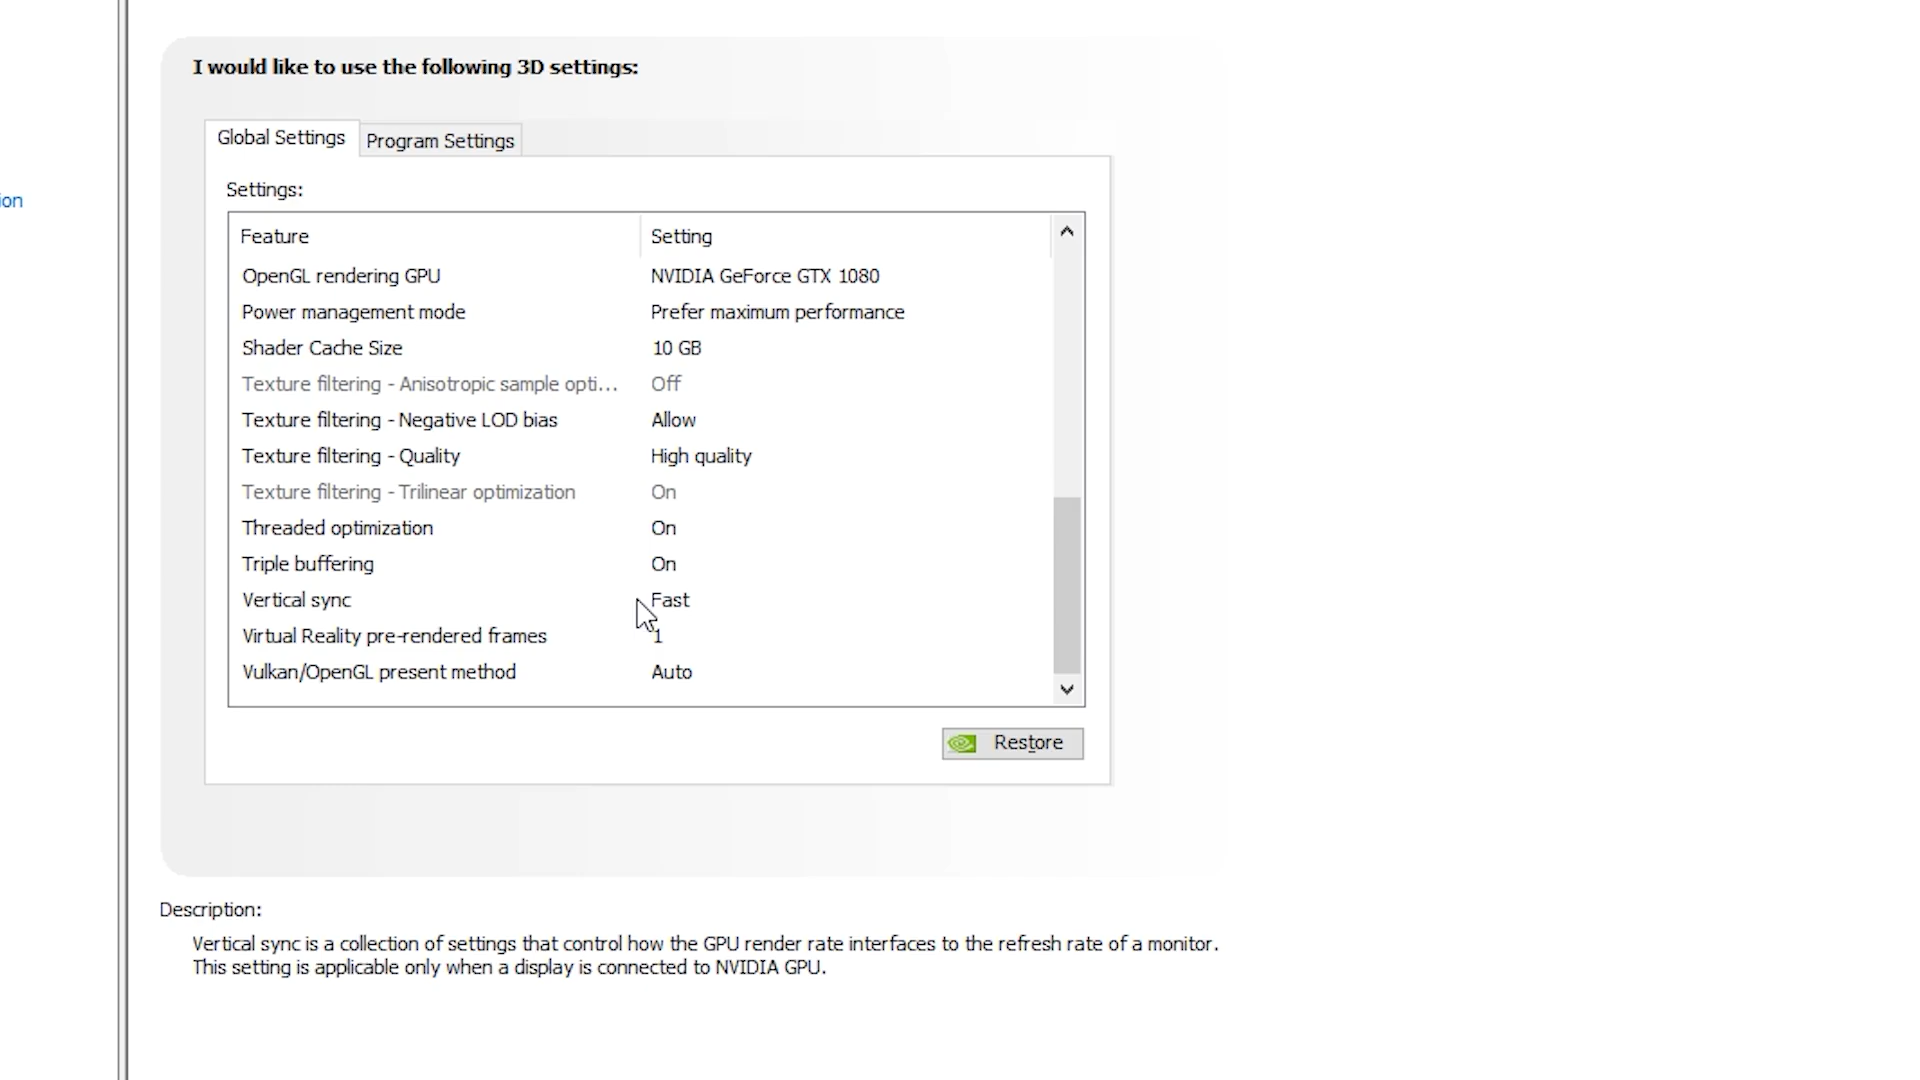 I would like to use the following 3D settings:
Global Settings
Program Settings
Settings:
ion
Feature Setting
OpenGL rendering GPU NVIDIA GeForce GTX 1080
Power management mode Prefer maximum performance
Shader Cache Size 10 GB
Texture filtering - Anisotropic sample opti... Off
Texture filtering - Negative LOD bias Allow
Texture filtering - Quality High quality
Texture filtering - Trilinear optimization On
Threaded optimization On
Triple buffering On
Vertical sync Fast
Virtual Reality pre-rendered frames 1
Vulkan/OpenGL present method Auto
Restore
Description:
Vertical sync is a collection of settings that control how the GPU render rate interfaces to the refresh rate of a monitor.
This setting is applicable only when a display is connected to NVIDIA GPU.